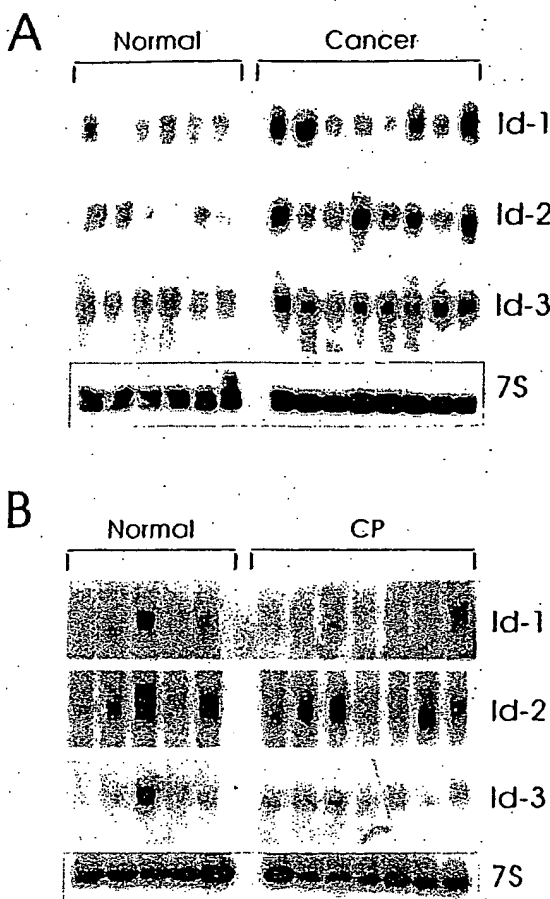 A
Normal Cancer
Id-1
Id-2
Id-3
7S
B
Normal CP
Id-1
Id-2
Id-3
7S